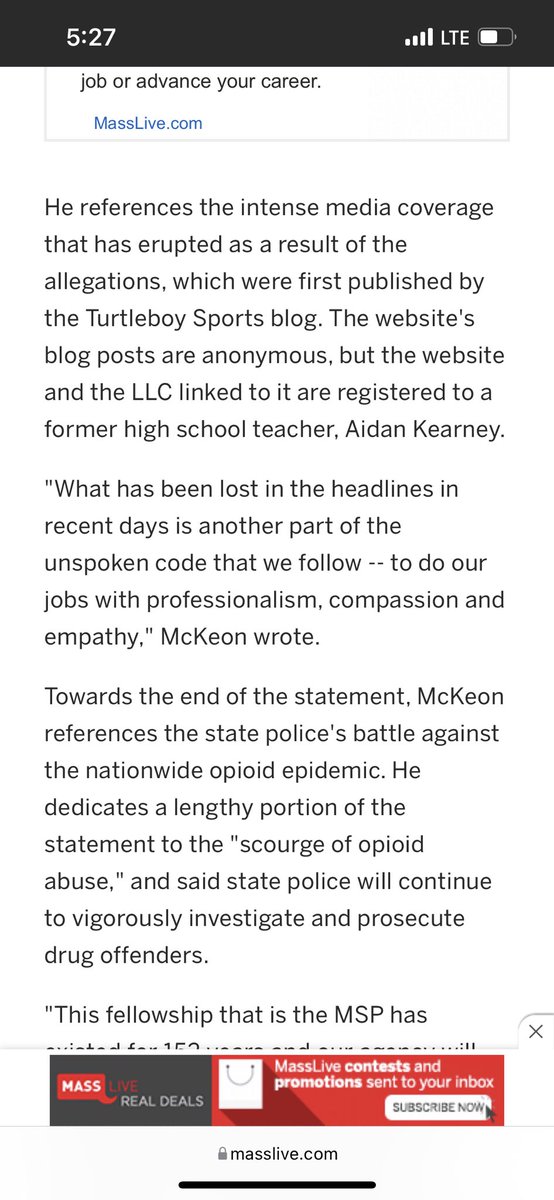 5:27 LTE
job or advance your career.
MassLive.com
He references the intense media coverage
that has erupted as a result of the
allegations, which were first published by
the Turtleboy Sports blog. The website's
blog posts are anonymous, but the website
and the LLC linked to it are registered to a
former high school teacher, Aidan Kearney.
"What has been lost in the headlines in
recent days is another part of the
unspoken code that we follow -- to do our
jobs with professionalism, compassion and
empathy," McKeon wrote.
Towards the end of the statement, McKeon
references the state police's battle against
the nationwide opioid epidemic. He
dedicates a lengthy portion of the
statement to the "scourge of opioid
abuse," and said state police will continue
to vigorously investigate and prosecute
drug offenders.
"This fellowship that is the MSP has
existed for 152 years and our agency will
MASS LIVE
REAL DEALS
MassLive contests and
promotions sent to your inbox
SUBSCRIBE NOW
masslive.com